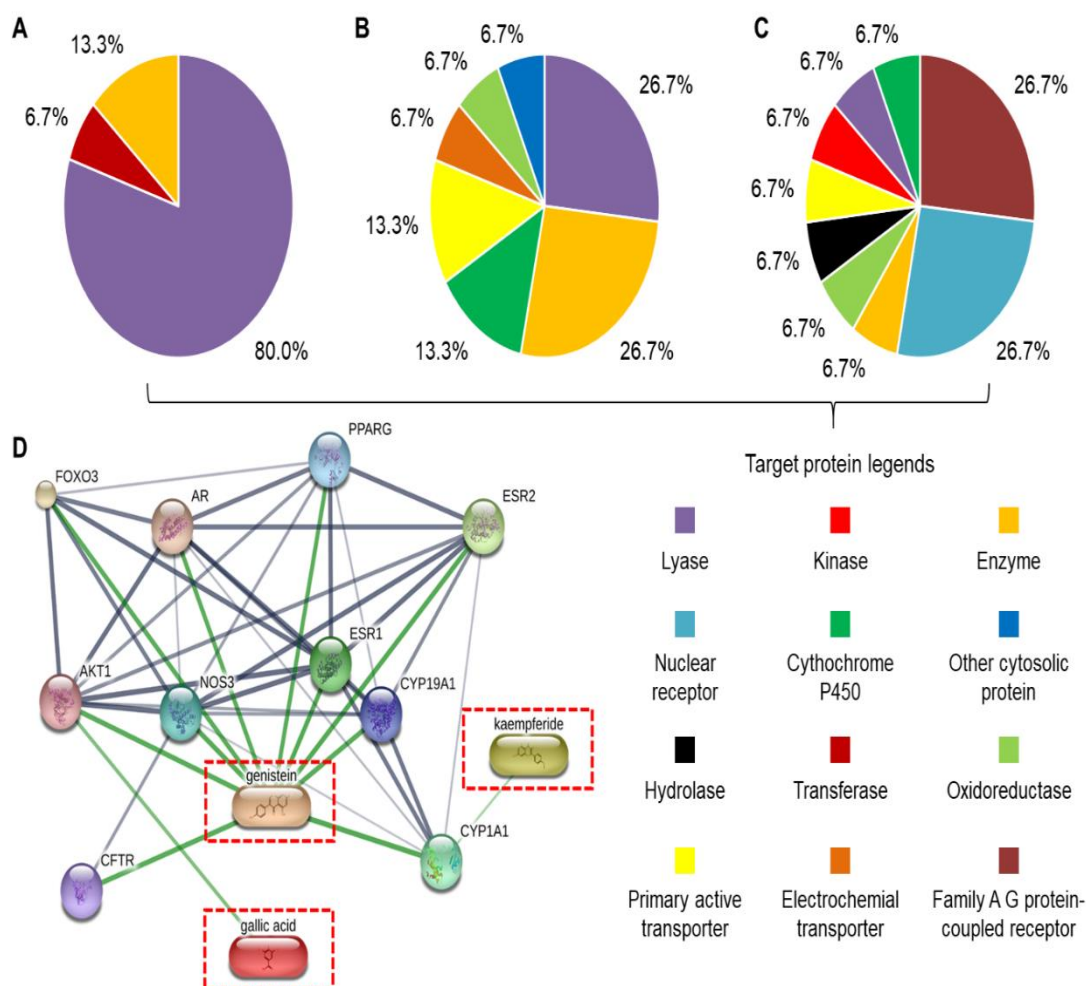 A
13.3%
6.7%
80.0%
B
6.7%
6.7%
6.7%
13.3%
13.3%
26.7%
26.7%
C
6.7%
6.7%
6.7%
6.7%
6.7%
6.7%
6.7%
26.7%
26.7%
D
PPARG
FOXO3
AR
ESR2
ESR1
AKT1
NOS3
CYP19A1
kaempferide
genistein
CYP1A1
CFTR
gallic acid
Target protein legends
Lyase
Kinase
Enzyme
Nuclear
receptor
Cythochrome
P450
Other cytosolic
protein
Hydrolase
Transferase
Oxidoreductase
Primary active
transporter
Electrochemial
transporter
Family A G protein-
coupled receptor